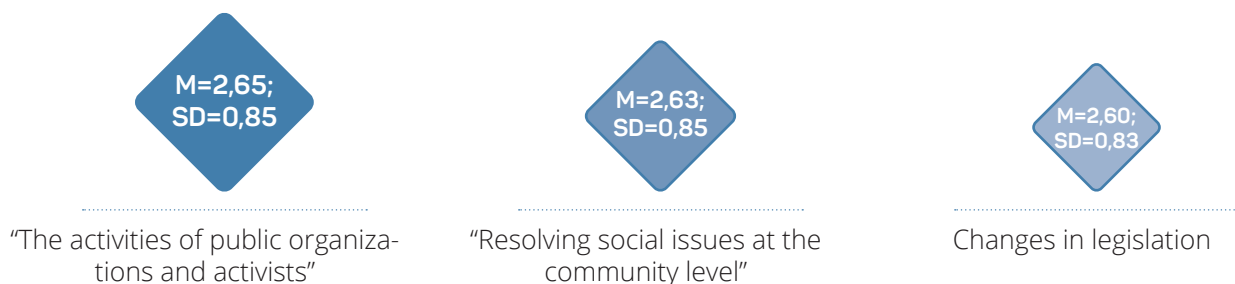 M=2,65;
SD=0,85
M=2,63;
SD=0,85
M=2,60;
SD=0,83
“The activities of public organiza-
tions and activists”
“Resolving social issues at the
community level”
Changes in legislation